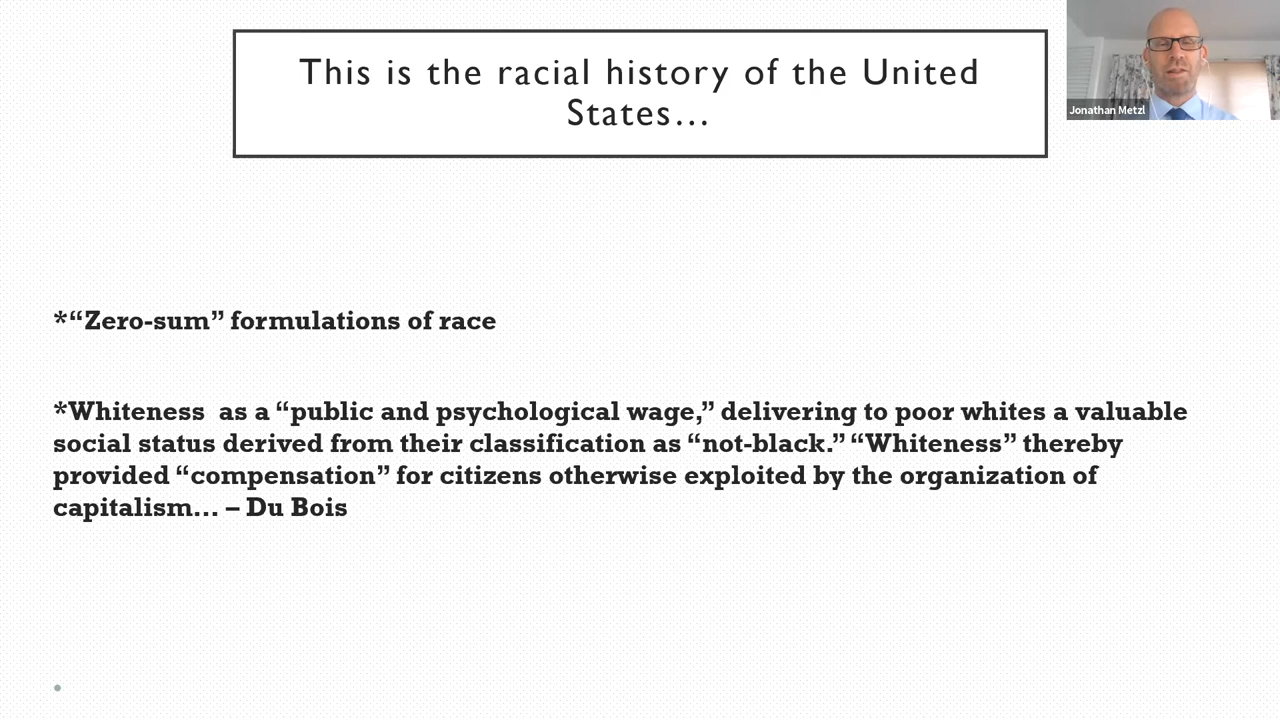 This is the racial history of the United
States…
Jonathan Metzl
*“Zero-sum” formulations of race
*Whiteness  as a “public and psychological wage,” delivering to poor whites a valuable
social status derived from their classification as “not-black.” “Whiteness” thereby
provided “compensation” for citizens otherwise exploited by the organization of
capitalism… – Du Bois